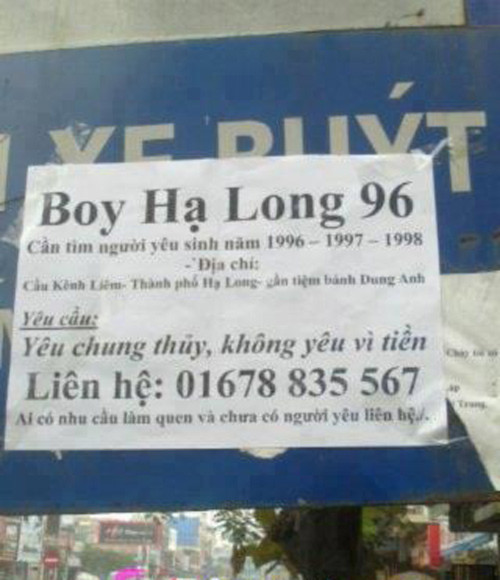 XE BUÝT
Boy Hạ Long 96
Cần tìm người yêu sinh năm 1996 – 1997 – 1998
-`Địa chỉ:
Cầu Kênh Liêm- Thành phố Hạ Long- gần tiệm bánh Dung Anh
Yêu cầu:
Yêu chung thủy, không yêu vì tiền
Liên hệ: 01678 835 567
Ai có nhu cầu làm quen và chưa có người yêu liên hệ./.